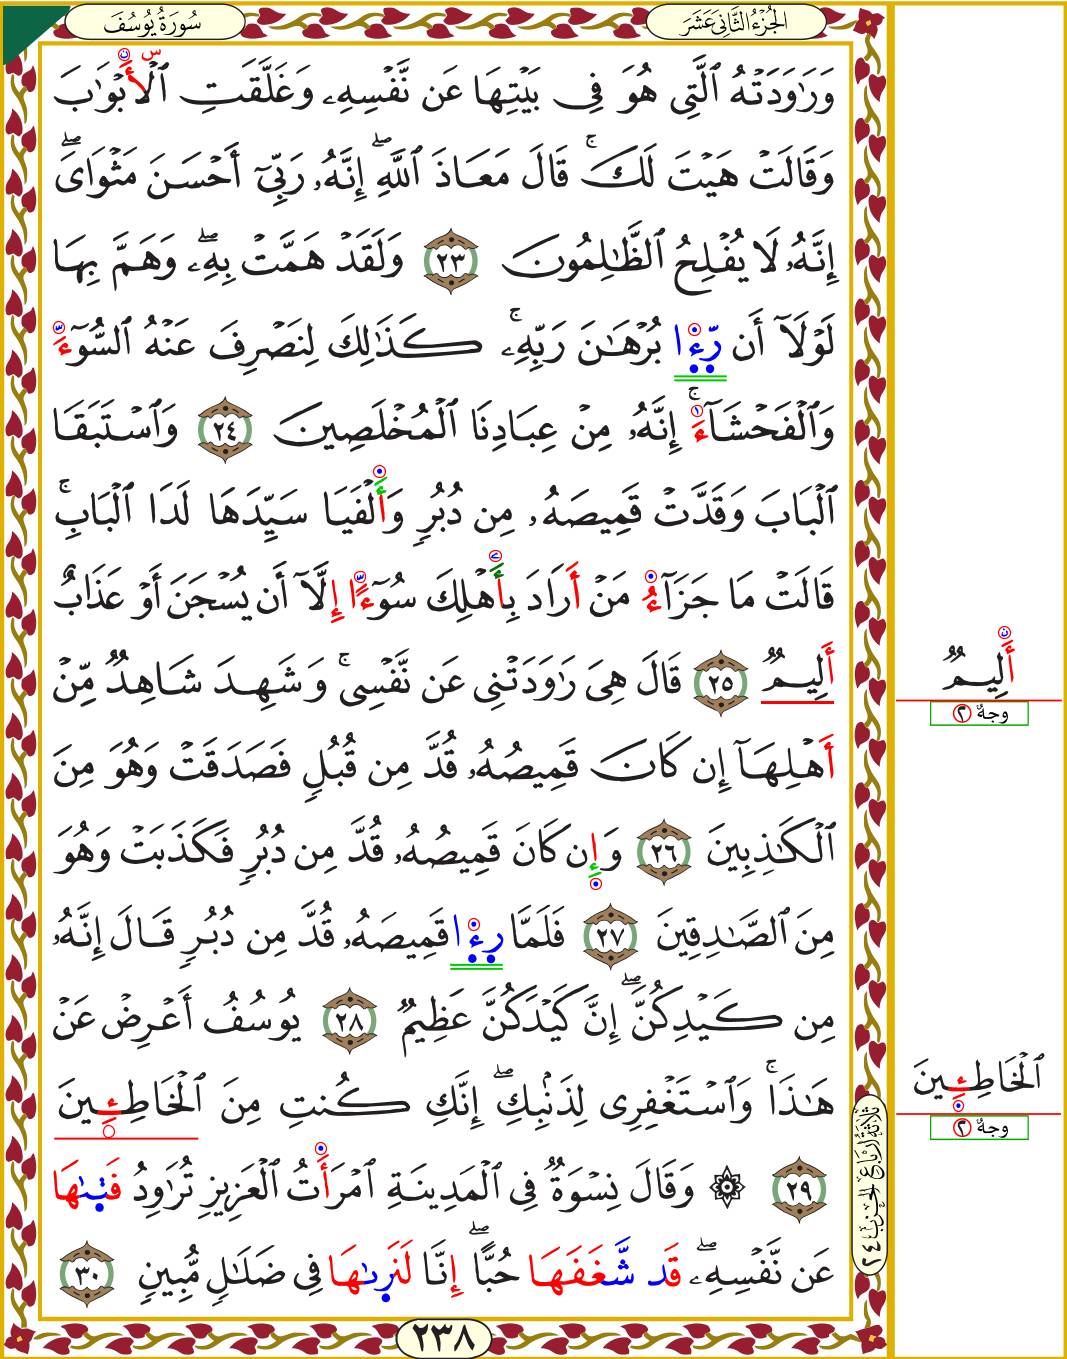 سُورَةُ يُوسُفَ
الجُزْءُ الثَّانِيَ عَشَرَ
وَرَٰوَدَتْهُ ٱلَّتِى هُوَ فِى بَيْتِهَا عَن نَّفْسِهِۦ وَغَلَّقَتِ ٱلْأَبْوَٰبَ
وَقَالَتْ هَيْتَ لَكَ ۚ قَالَ مَعَاذَ ٱللَّهِ ۖ إِنَّهُۥ رَبِّىٓ أَحْسَنَ مَثْوَاىَ ۖ
إِنَّهُۥ لَا يُفْلِحُ ٱلظَّٰلِمُونَ ٢٣ وَلَقَدْ هَمَّتْ بِهِۦ ۖ وَهَمَّ بِهَا
لَوْلَآ أَن رِّءٜا بُرْهَٰنَ رَبِّهِۦ ۚ كَذَٰلِكَ لِنَصْرِفَ عَنْهُ ٱلسُّوٓءَ
وَٱلْفَحْشَآءَ ۚ إِنَّهُۥ مِنْ عِبَادِنَا ٱلْمُخْلَصِينَ ٢٤ وَٱسْتَبَقَا
ٱلْبَابَ وَقَدَّتْ قَمِيصَهُۥ مِن دُبُرٍ وَأَلْفَيَا سَيِّدَهَا لَدَا ٱلْبَابِ ۚ
قَالَتْ مَا جَزَآءُ مَنْ أَرَادَ بِأَهْلِكَ سُوٓءًا إِلَّآ أَن يُسْجَنَ أَوْ عَذَابٌ
أَلِيمٌ ٢٥ قَالَ هِىَ رَٰوَدَتْنِى عَن نَّفْسِى ۚ وَشَهِدَ شَاهِدٌ مِّنْ
أَلِيمٌ
وجهٌ ٢
أَهْلِهَآ إِن كَانَ قَمِيصُهُۥ قُدَّ مِن قُبُلٍ فَصَدَقَتْ وَهُوَ مِنَ
ٱلْكَٰذِبِينَ ٢٦ وَإِن كَانَ قَمِيصُهُۥ قُدَّ مِن دُبُرٍ فَكَذَبَتْ وَهُوَ
مِنَ ٱلصَّٰدِقِينَ ٢٧ فَلَمَّا رِءٜا قَمِيصَهُۥ قُدَّ مِن دُبُرٍ قَالَ إِنَّهُۥ
مِن كَيْدِكُنَّ ۖ إِنَّ كَيْدَكُنَّ عَظِيمٌ ٢٨ يُوسُفُ أَعْرِضْ عَنْ
هَٰذَا ۚ وَٱسْتَغْفِرِى لِذَنۢبِكِ ۖ إِنَّكِ كُنتِ مِنَ ٱلْخَاطِـِٔينَ
ٱلْخَاطِـِٔينَ
وجهٌ ٢
٢٩ ۞ وَقَالَ نِسْوَةٌ فِى ٱلْمَدِينَةِ ٱمْرَأَتُ ٱلْعَزِيزِ تُرَٰوِدُ فَتٜىٰهَا
ثلاثة أرباع الحزب ٢٤
عَن نَّفْسِهِۦ ۖ قَد شَّغَفَهَا حُبًّا ۖ إِنَّا لَنَرٜىٰهَا فِى ضَلَٰلٍ مُّبِينٍ ٣٠
٢٣٨